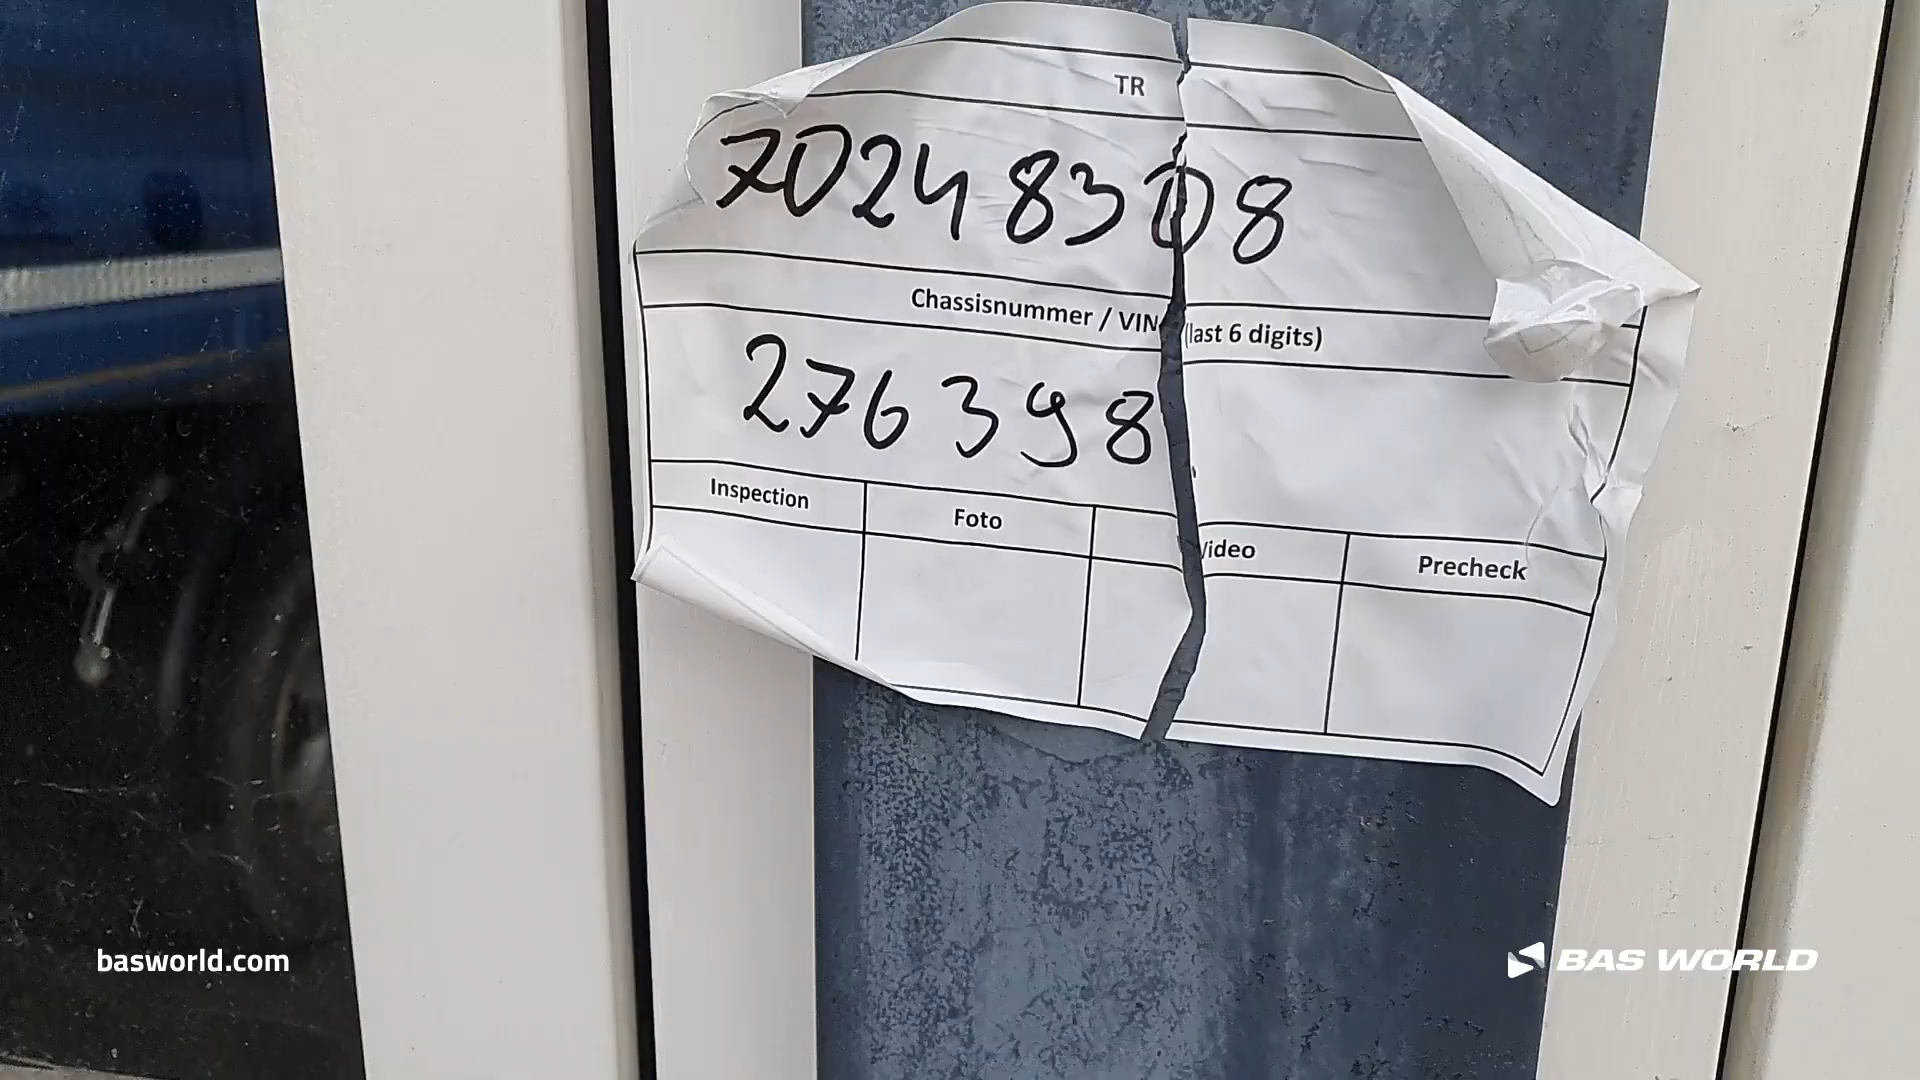 TR
70248308
Chassisnummer / VIN (last 6 digits)
276398
Inspection Foto Video Precheck
basworld.com
BAS WORLD